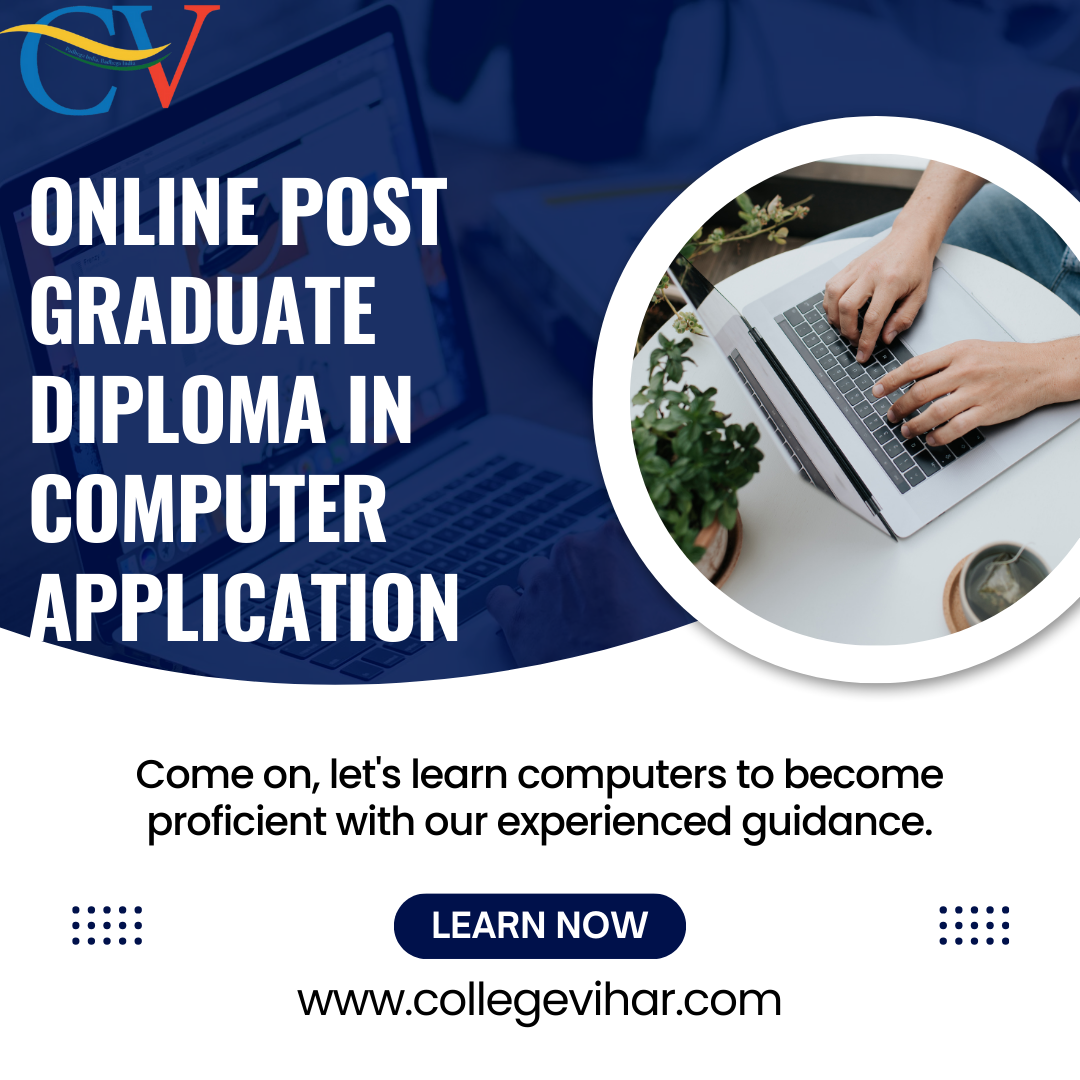 CV
ONLINE POST
GRADUATE
DIPLOMA IN
COMPUTER
APPLICATION
Come on, let's learn computers to become
proficient with our experienced guidance.
LEARN NOW
www.collegevihar.com